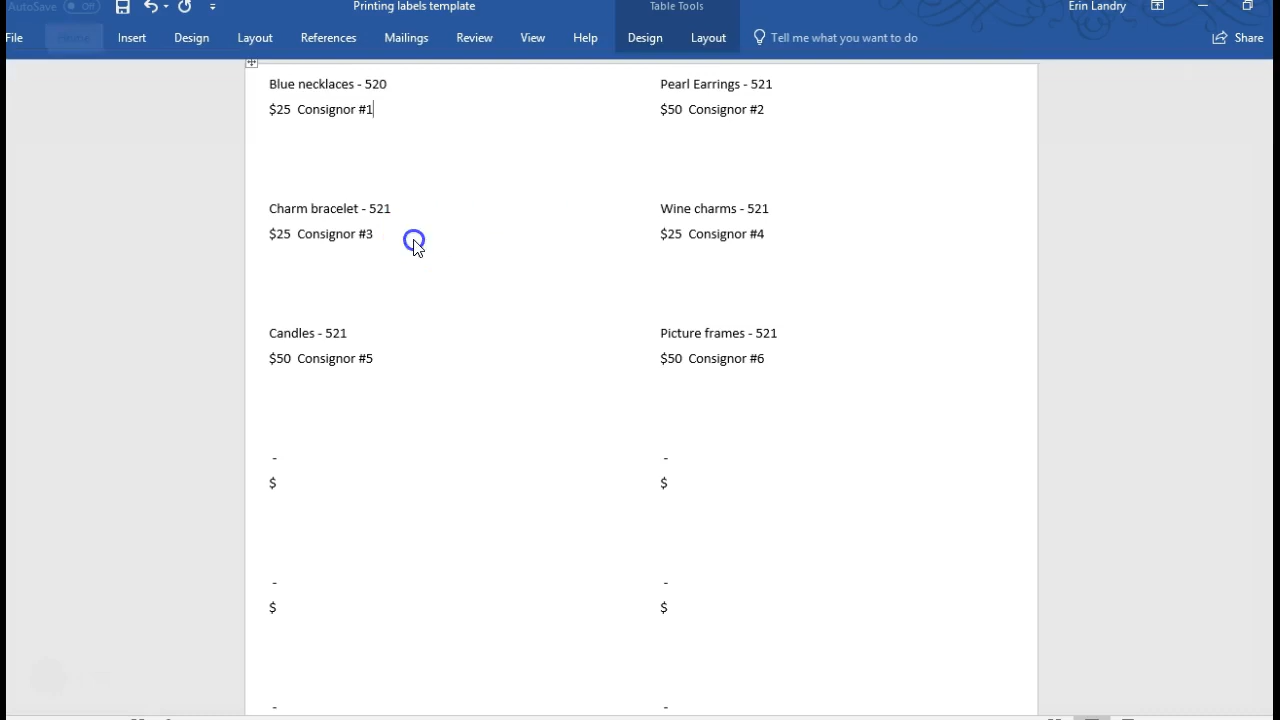 AutoSave Off
Printing labels template
Table Tools
Erin Landry
File Home Insert Design Layout References Mailings Review View Help Design Layout Tell me what you want to do Share
Blue necklaces - 520
$25 Consignor #1
Pearl Earrings - 521
$50 Consignor #2
Charm bracelet - 521
$25 Consignor #3
Wine charms - 521
$25 Consignor #4
Candles - 521
$50 Consignor #5
Picture frames - 521
$50 Consignor #6
-
$
-
$
-
$
-
$
-
-